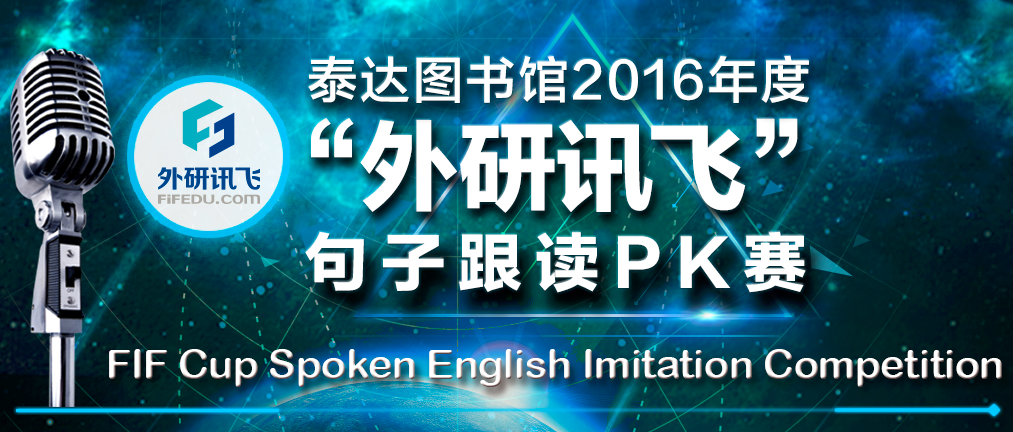 泰达图书馆2016年度
“外研讯飞”
外研讯飞
FiFEDU.com
句子跟读PK赛
FIF Cup Spoken English Imitation Competition